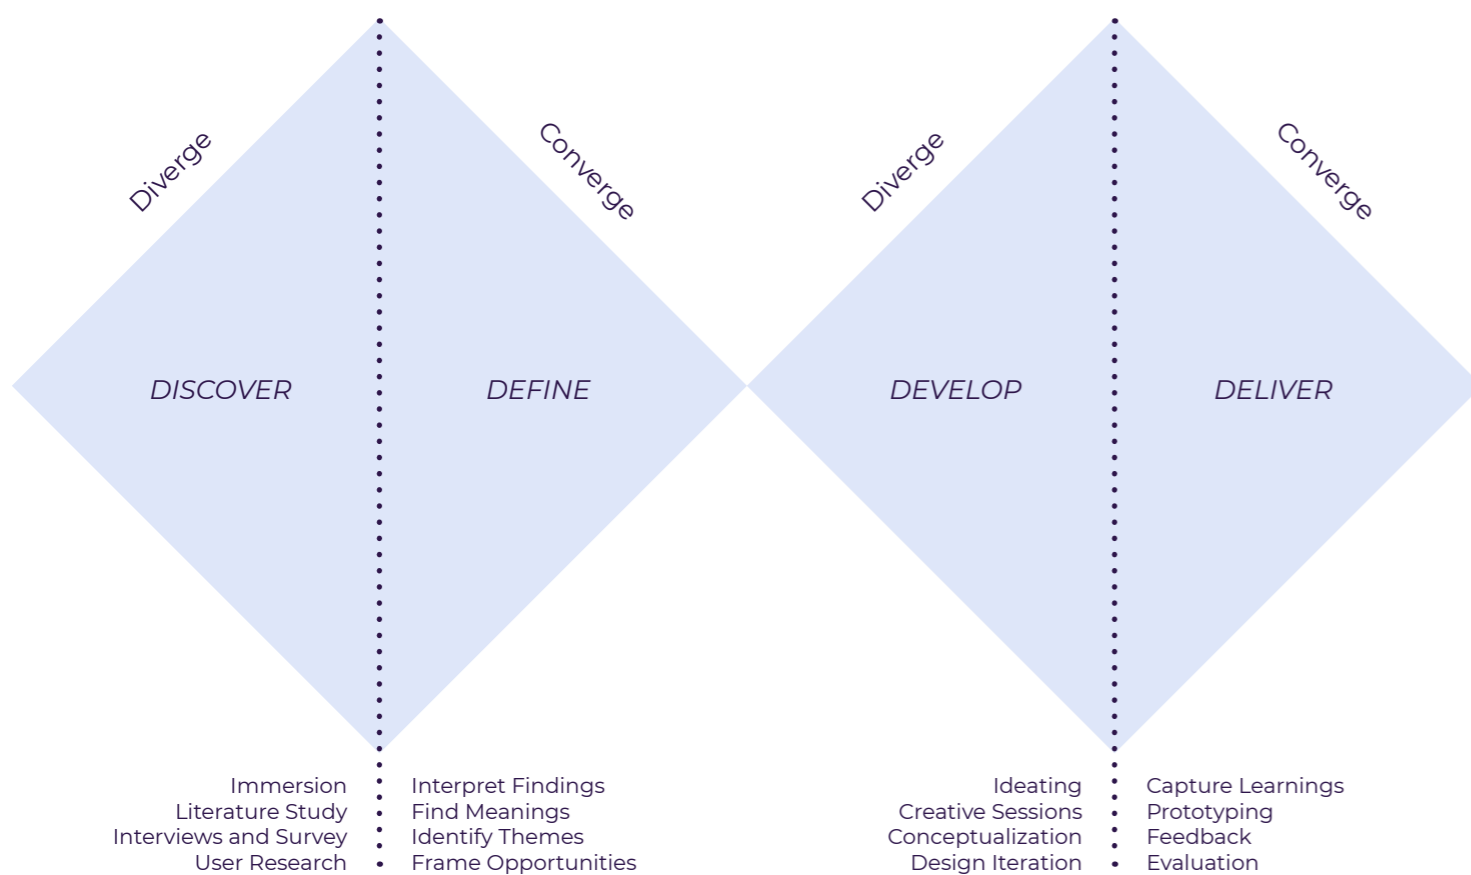 Diverge
Converge
Diverge
Converge
DISCOVER
DEFINE
DEVELOP
DELIVER
Immersion
Literature Study
Interviews and Survey
User Research
Interpret Findings
Find Meanings
Identify Themes
Frame Opportunities
Ideating
Creative Sessions
Conceptualization
Design Iteration
Capture Learnings
Prototyping
Feedback
Evaluation